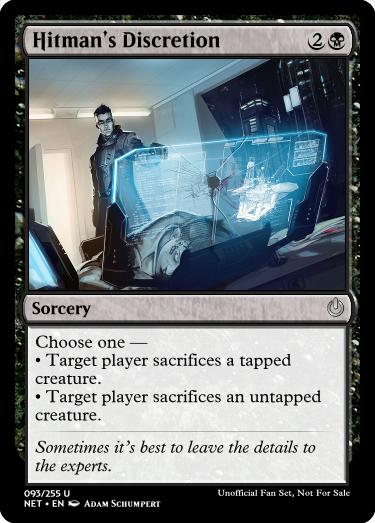 Hitman's Discretion 2
Sorcery
Choose one —
• Target player sacrifices a tapped
creature.
• Target player sacrifices an untapped
creature.
Sometimes it's best to leave the details to
the experts.
093/255 U
NET • EN Adam Schumpert
Unofficial Fan Set, Not For Sale